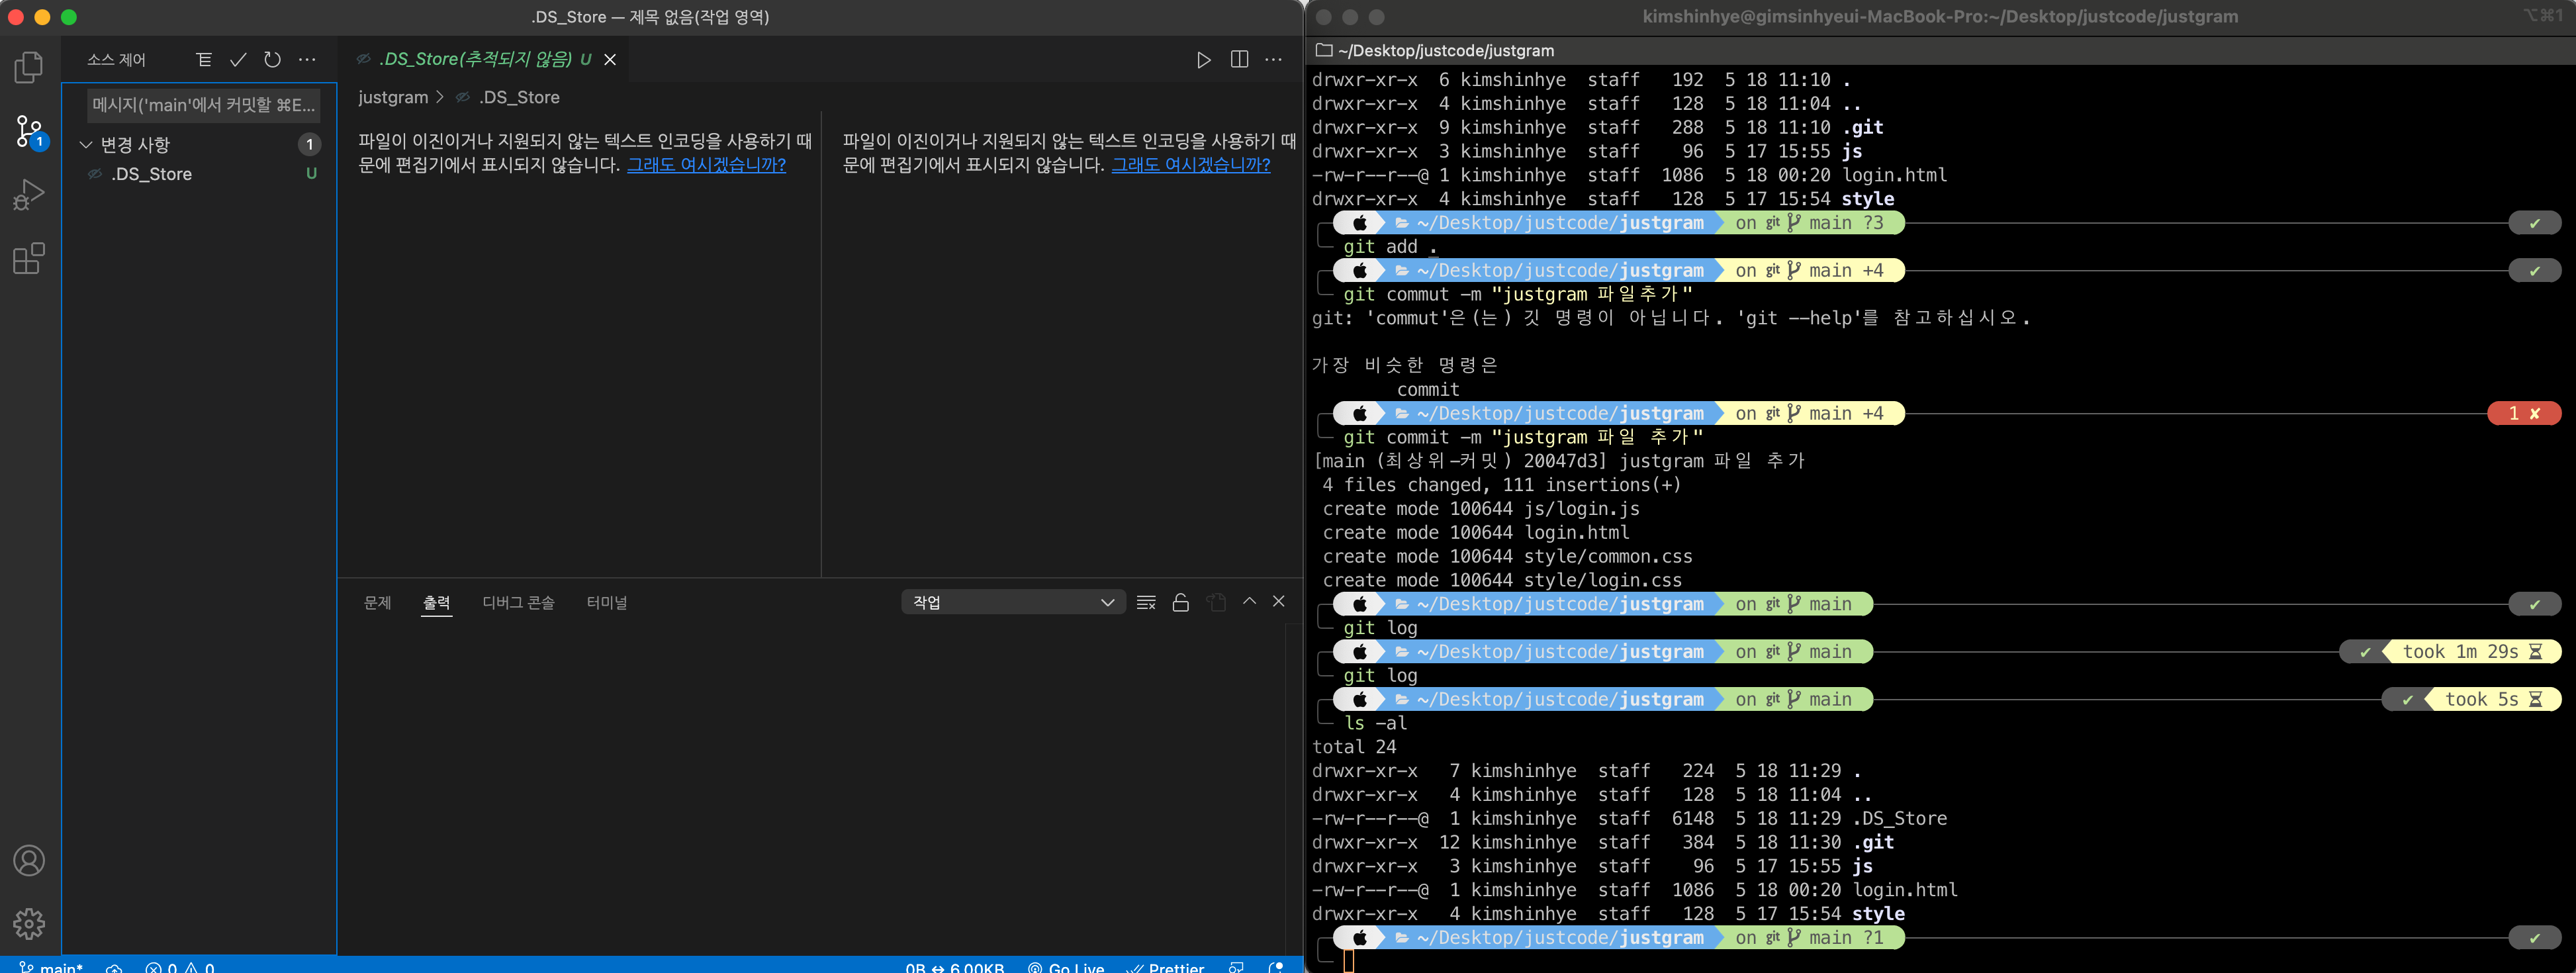 .DS_Store — 제목 없음(작업 영역)
소스 제어
메시지('main'에서 커밋할 ⌘E...
변경 사항
1
.DS_Store
U
1
.DS_Store(추적되지 않음) U
justgram > .DS_Store
파일이 이진이거나 지원되지 않는 텍스트 인코딩을 사용하기 때
문에 편집기에서 표시되지 않습니다. 그래도 여시겠습니까?
파일이 이진이거나 지원되지 않는 텍스트 인코딩을 사용하기 때
문에 편집기에서 표시되지 않습니다. 그래도 여시겠습니까?
문제 출력 디버그 콘솔 터미널
작업
main* 0 0
0B ↔ 6.00KB Go Live Prettier
kimshinhye@gimsinhyeui-MacBook-Pro:~/Desktop/justcode/justgram
⌥⌘1
~/Desktop/justcode/justgram
drwxr-xr-x 6 kimshinhye staff 192 5 18 11:10 .
drwxr-xr-x 4 kimshinhye staff 128 5 18 11:04 ..
drwxr-xr-x 9 kimshinhye staff 288 5 18 11:10 .git
drwxr-xr-x 3 kimshinhye staff 96 5 17 15:55 js
-rw-r--r--@ 1 kimshinhye staff 1086 5 18 00:20 login.html
drwxr-xr-x 4 kimshinhye staff 128 5 17 15:54 style
~/Desktop/justcode/justgram on git main ?3 ✔
git add .
~/Desktop/justcode/justgram on git main +4 ✔
git commut -m "justgram 파일추가"
git: 'commut'은(는) 깃 명령이 아닙니다. 'git --help'를 참고하십시오.
가장 비슷한 명령은
commit
~/Desktop/justcode/justgram on git main +4 1 ✘
git commit -m "justgram 파일 추가"
[main (최상위-커밋) 20047d3] justgram 파일 추가
4 files changed, 111 insertions(+)
create mode 100644 js/login.js
create mode 100644 login.html
create mode 100644 style/common.css
create mode 100644 style/login.css
~/Desktop/justcode/justgram on git main ✔
git log
~/Desktop/justcode/justgram on git main ✔ took 1m 29s
git log
~/Desktop/justcode/justgram on git main ✔ took 5s
ls -al
total 24
drwxr-xr-x 7 kimshinhye staff 224 5 18 11:29 .
drwxr-xr-x 4 kimshinhye staff 128 5 18 11:04 ..
-rw-r--r--@ 1 kimshinhye staff 6148 5 18 11:29 .DS_Store
drwxr-xr-x 12 kimshinhye staff 384 5 18 11:30 .git
drwxr-xr-x 3 kimshinhye staff 96 5 17 15:55 js
-rw-r--r--@ 1 kimshinhye staff 1086 5 18 00:20 login.html
drwxr-xr-x 4 kimshinhye staff 128 5 17 15:54 style
~/Desktop/justcode/justgram on git main ?1 ✔